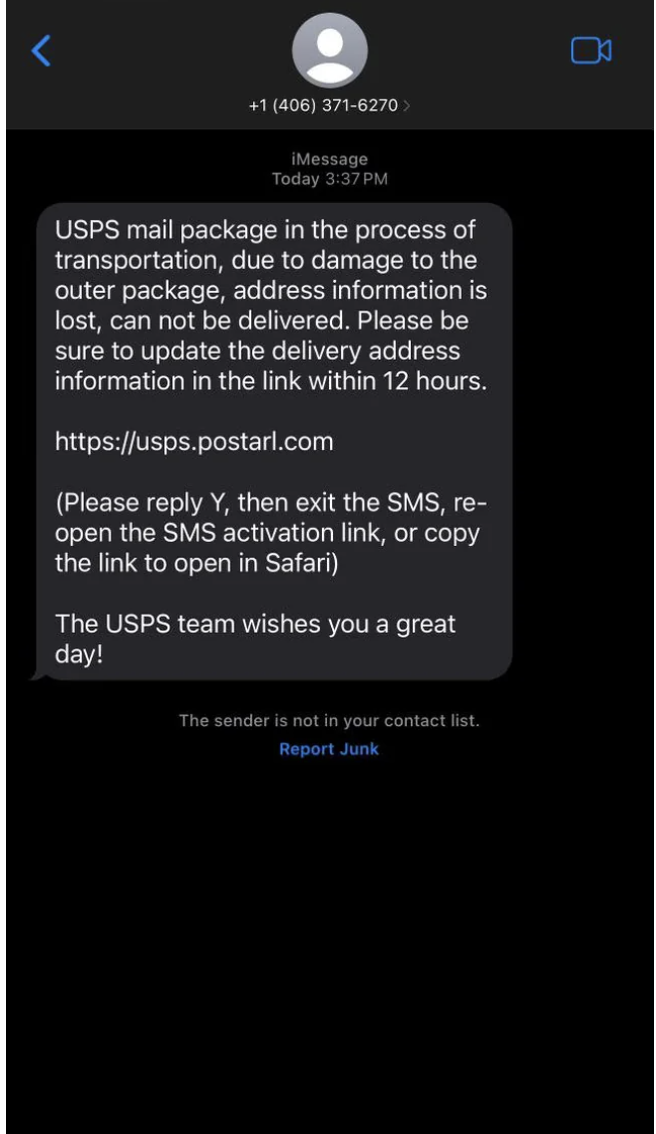 +1 (406) 371-6270 >
iMessage
Today 3:37 PM
USPS mail package in the process of
transportation, due to damage to the
outer package, address information is
lost, can not be delivered. Please be
sure to update the delivery address
information in the link within 12 hours.
https://usps.postarl.com
(Please reply Y, then exit the SMS, re-
open the SMS activation link, or copy
the link to open in Safari)
The USPS team wishes you a great
day!
The sender is not in your contact list.
Report Junk